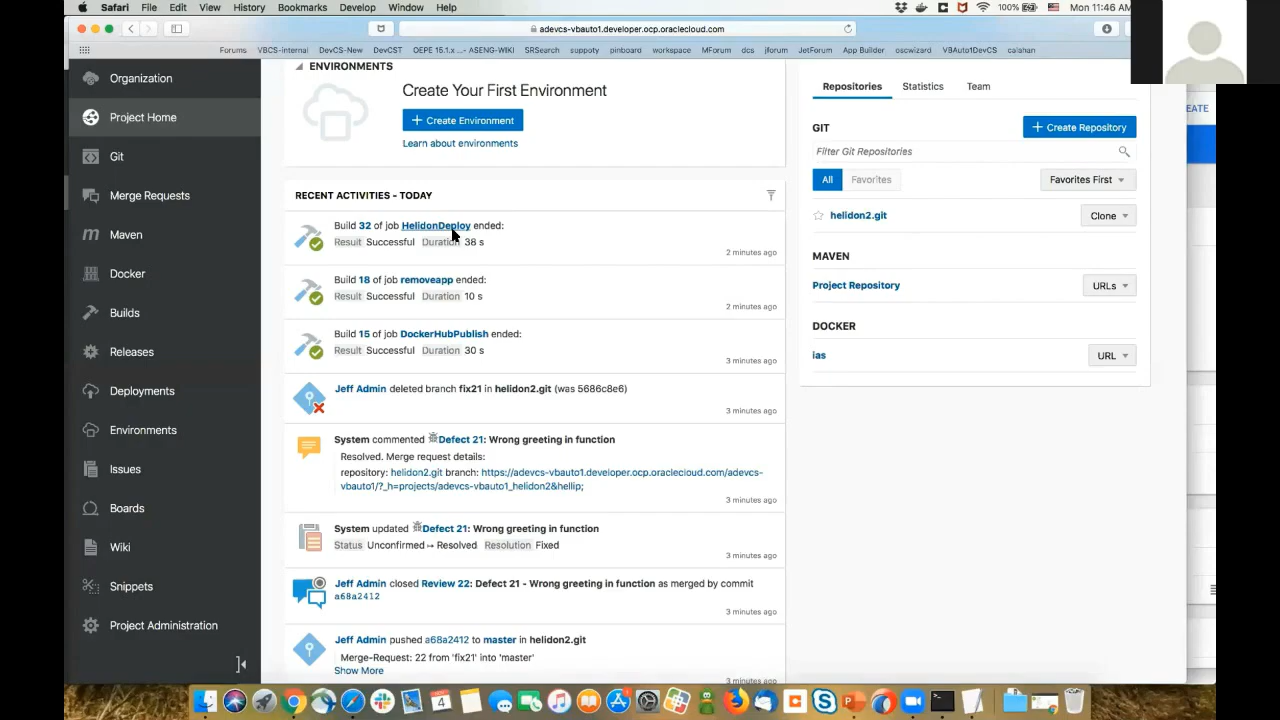 Safari File Edit View History Bookmarks Develop Window Help 100% Mon 11:46 AM
adevcs-vbauto1.developer.ocp.oraclecloud.com
Forums VBCS-internal DevCS-New DevCST OEPE 15.1.x ...- ASENG-WIKI SRSearch suppoty pinboard workspace MForum dcs jforum JetForum App Builder oscwizard VBAuto1DevCS calahan
Organization
Project Home
Git
Merge Requests
Maven
Docker
Builds
Releases
Deployments
Environments
Issues
Boards
Wiki
Snippets
Project Administration
ENVIRONMENTS
Create Your First Environment
+ Create Environment
Learn about environments
RECENT ACTIVITIES - TODAY
Build 32 of job HelidonDeploy ended:
Result Successful Duration 36 s
2 minutes ago
Build 18 of job removeapp ended:
Result Successful Duration 10 s
2 minutes ago
Build 15 of job DockerHubPublish ended:
Result Successful Duration 30 s
3 minutes ago
Jeff Admin deleted branch fix21 in helidon2.git (was 5686c8e6)
3 minutes ago
System commented Defect 21: Wrong greeting in function
Resolved. Merge request details:
repository: helidon2.git branch: https://adevcs-vbauto1.developer.ocp.oraclecloud.com/adevcs-
vbauto1/?_h=projects/adevcs-vbauto1_helidon2&hellip;
3 minutes ago
System updated Defect 21: Wrong greeting in function
Status Unconfirmed → Resolved Resolution Fixed
3 minutes ago
Jeff Admin closed Review 22: Defect 21 - Wrong greeting in function as merged by commit
a68a2412
3 minutes ago
Jeff Admin pushed a68a2412 to master in helidon2.git
Merge-Request: 22 from 'fix21' into 'master'
Show More
3 minutes ago
Repositories Statistics Team
GIT
+ Create Repository
Filter Git Repositories
All Favorites
Favorites First
helidon2.git
Clone
MAVEN
Project Repository
URLs
DOCKER
ias
URL
EATE
4